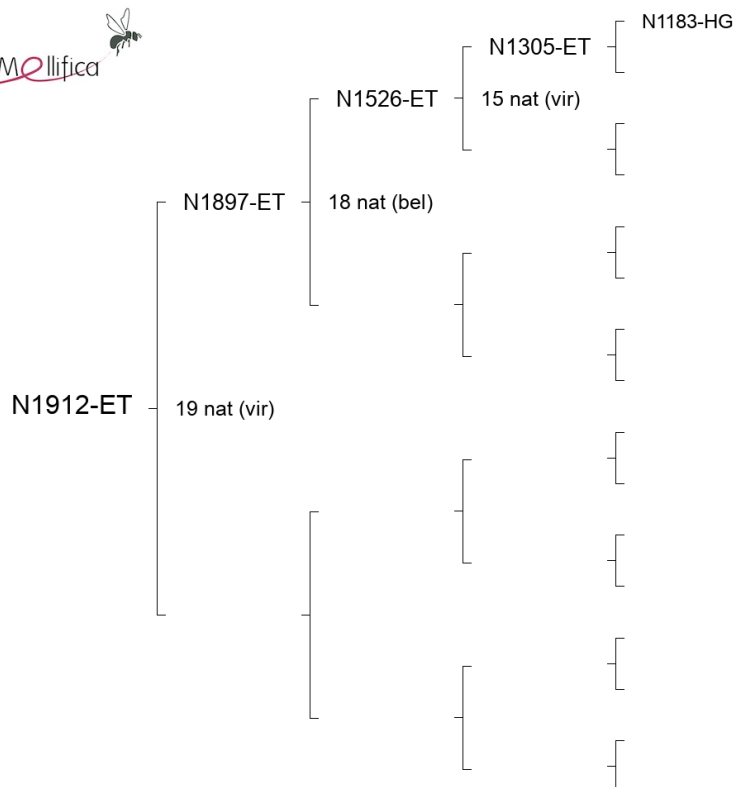 Mellifica
N1183-HG
N1305-ET
N1526-ET
15 nat (vir)
N1897-ET
18 nat (bel)
N1912-ET
19 nat (vir)